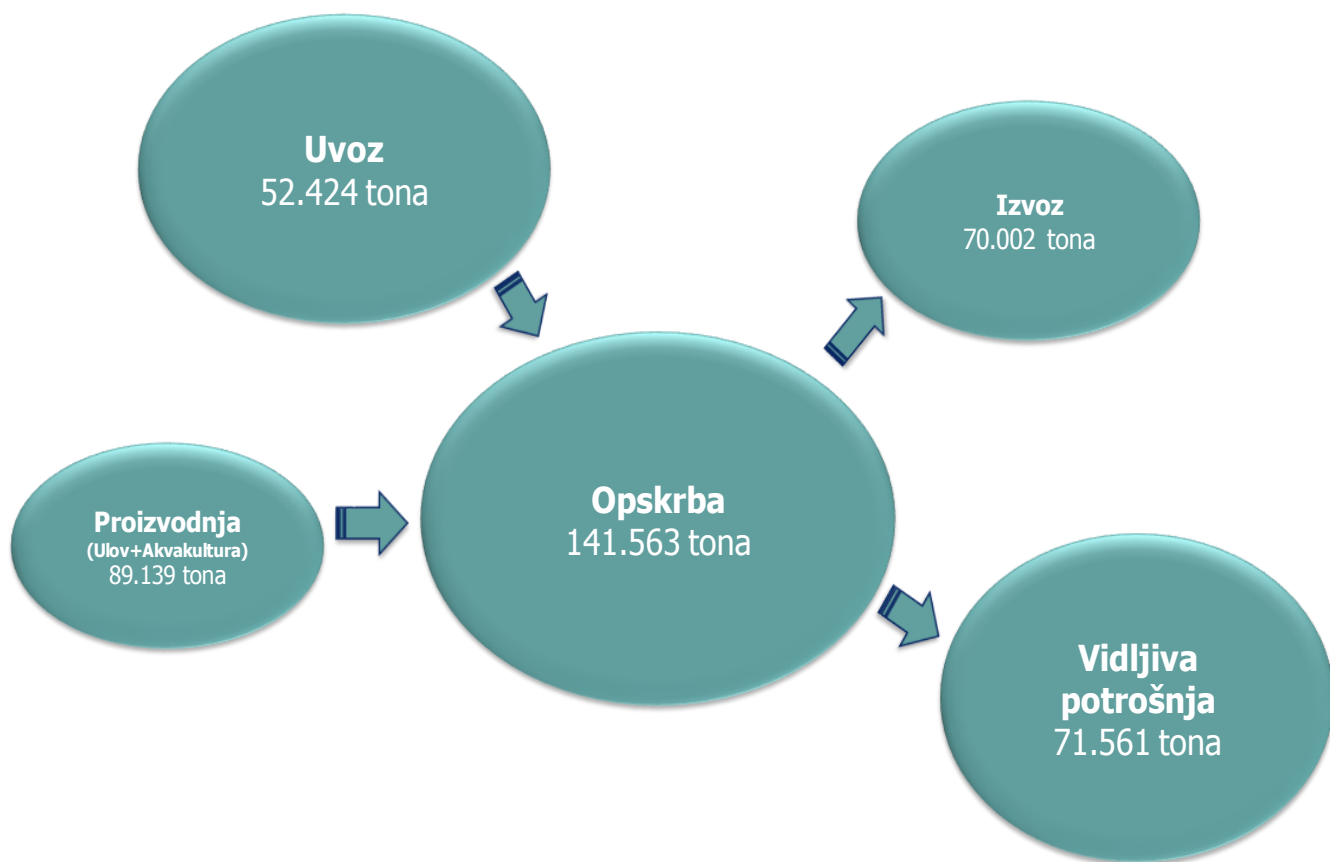 Uvoz
52.424 tona
Izvoz
70.002 tona
Proizvodnja
(Ulov+Akvakultura)
89.139 tona
Opskrba
141.563 tona
Vidljiva
potrošnja
71.561 tona